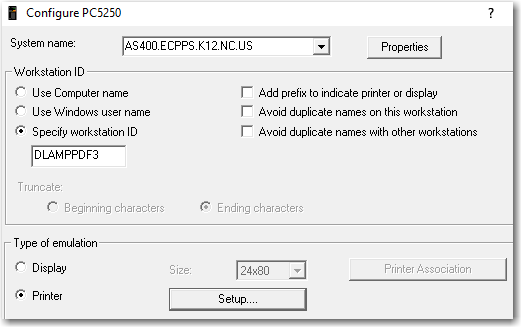 Configure PC5250
?
System name:
AS400.ECPPS.K12.NC.US
Properties
Workstation ID
Use Computer name
Add prefix to indicate printer or display
Use Windows user name
Avoid duplicate names on this workstation
Specify workstation ID
Avoid duplicate names with other workstations
DLAMPPDF3
Truncate:
Beginning characters
Ending characters
Type of emulation
Display
Size:
24x80
Printer Association
Printer
Setup....